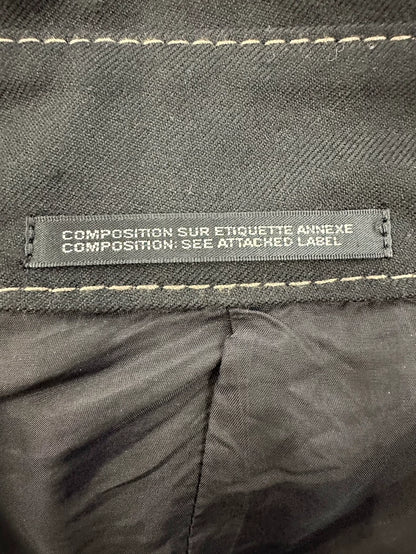 COMPOSITION SUR ETIQUETTE ANNEXE
COMPOSITION: SEE ATTACHED LABEL